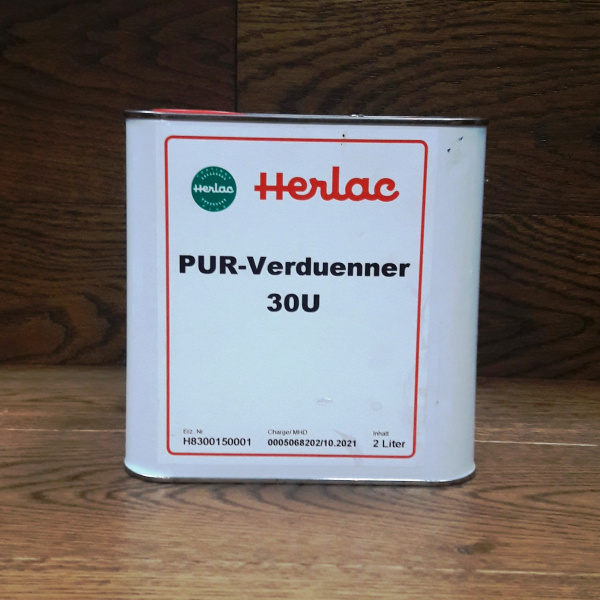 Herlac
Herlac
PUR-Verduenner
30U
Erz. Nr.
Charge/ MHD
Inhalt
H8300150001
0005068202/10.2021
2 Liter